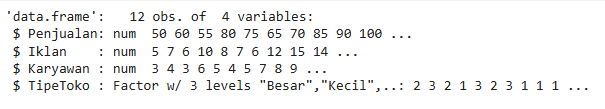 'data.frame':   12 obs. of  4 variables:
 $ Penjualan: num  50 60 55 80 75 65 70 85 90 100 ...
 $ Iklan    : num  5 7 6 10 8 7 6 12 15 14 ...
 $ Karyawan : num  3 4 3 6 5 4 5 7 8 9 ...
 $ TipeToko : Factor w/ 3 levels "Besar","Kecil",..: 2 3 2 1 3 2 3 1 1 1 ...